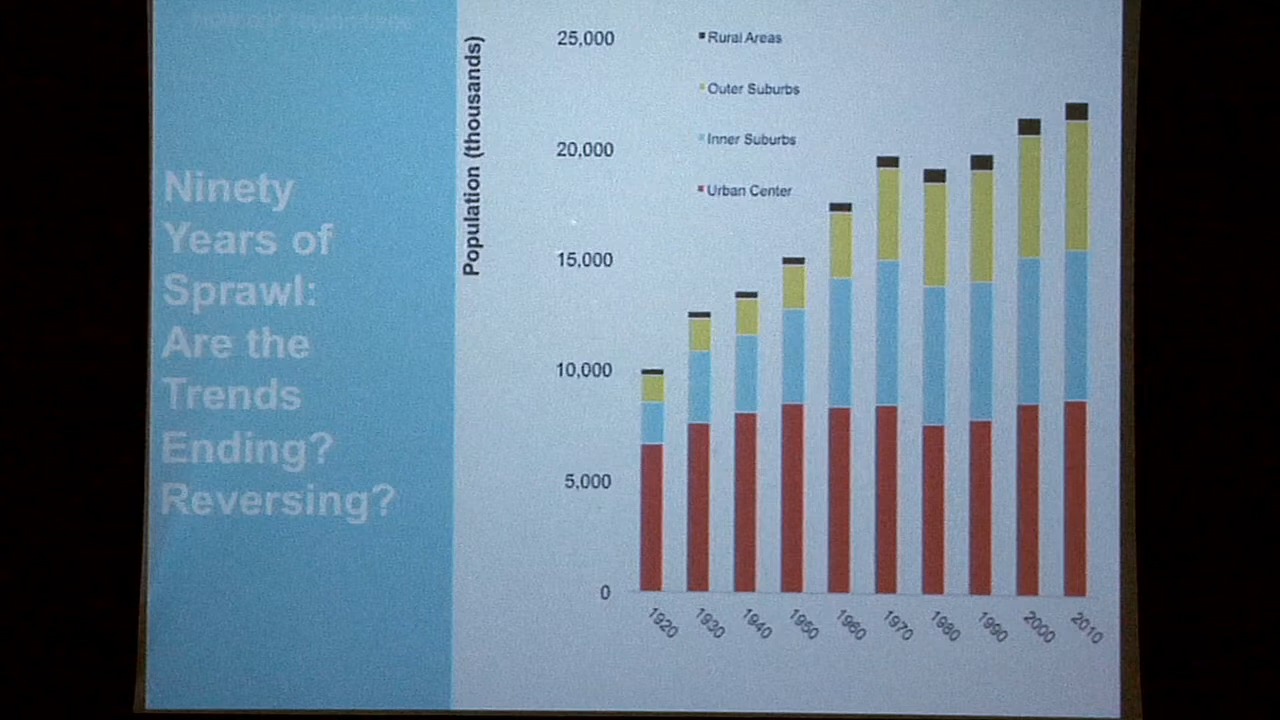 Ninety
Years of
Sprawl:
Are the
Trends
Ending?
Reversing?
Population (thousands)
25,000
20,000
15,000
10,000
5,000
0
Rural Areas
Outer Suburbs
Inner Suburbs
Urban Center
1920
1930
1940
1950
1960
1970
1980
1990
2000
2010